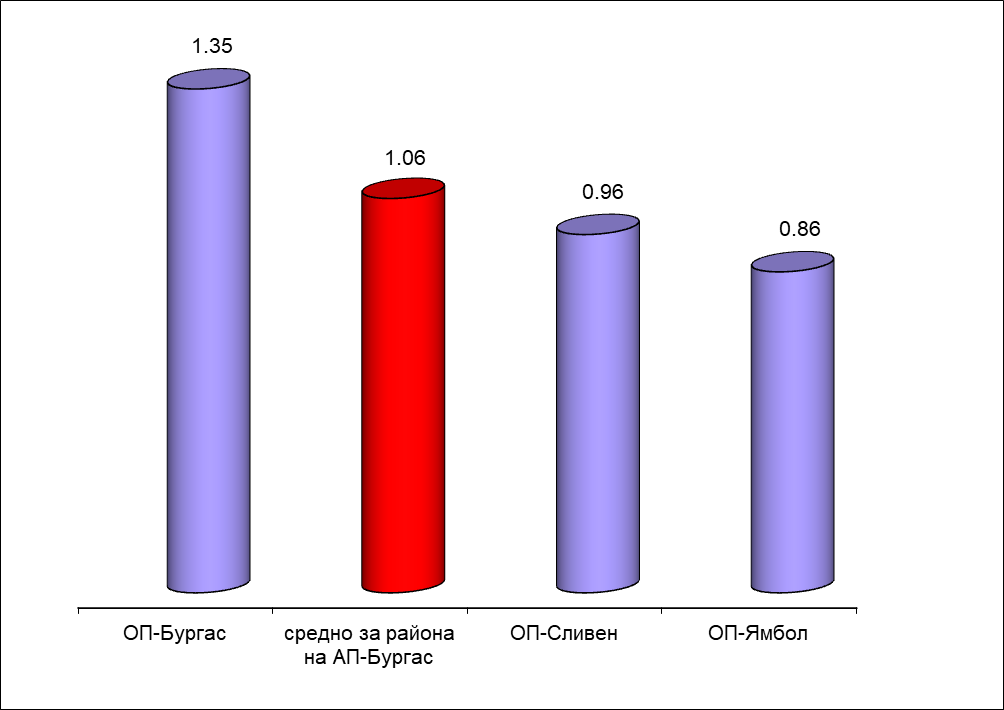 1.35
1.06
0.96
0.86
ОП-Бургас
средно за района
на АП-Бургас
ОП-Сливен
ОП-Ямбол